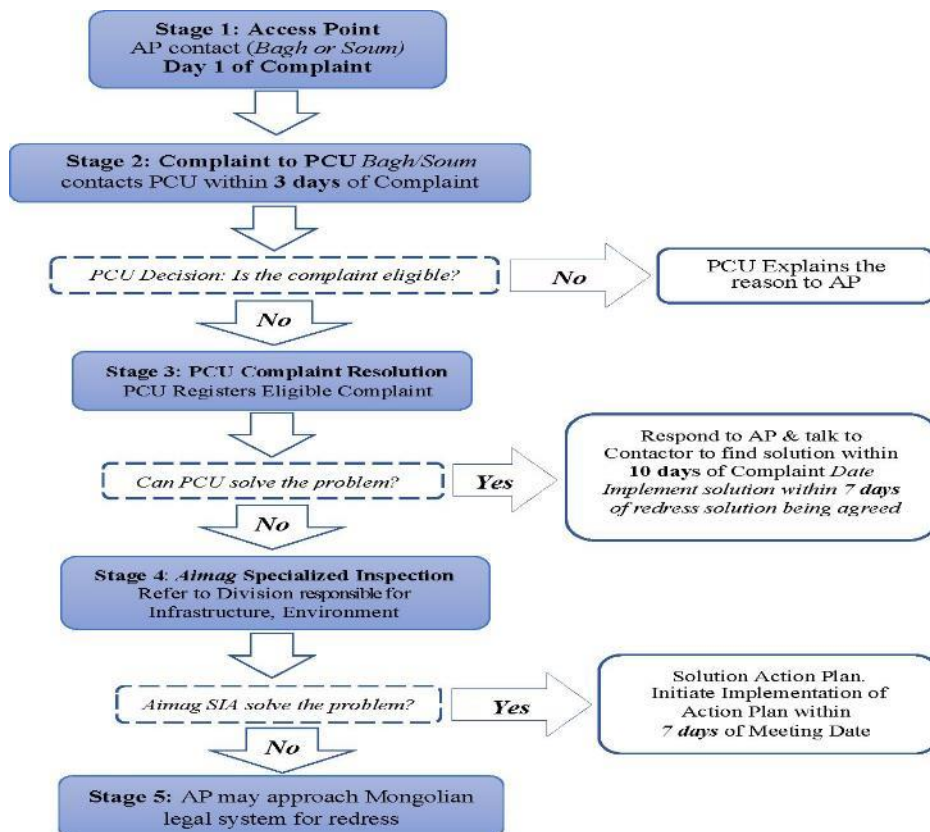 Stage 1: Access Point
AP contact (Bagh or Soum)
Day 1 of Complaint
Stage 2: Complaint to PCU Bagh/Soum
contacts PCU within 3 days of Complaint
PCU Decision: Is the complaint eligible?
No
PCU Explains the
reason to AP
No
Stage 3: PCU Complaint Resolution
PCU Registers Eligible Complaint
Can PCU solve the problem?
Yes
Respond to AP & talk to
Contactor to find solution within
10 days of Complaint Date
Implement solution within 7 days
of redress solution being agreed
No
Stage 4: Aimag Specialized Inspection
Refer to Division responsible for
Infrastructure, Environment
Aimag SIA solve the problem?
Yes
Solution Action Plan.
Initiate Implementation of
Action Plan within
7 days of Meeting Date
No
Stage 5: AP may approach Mongolian
legal system for redress